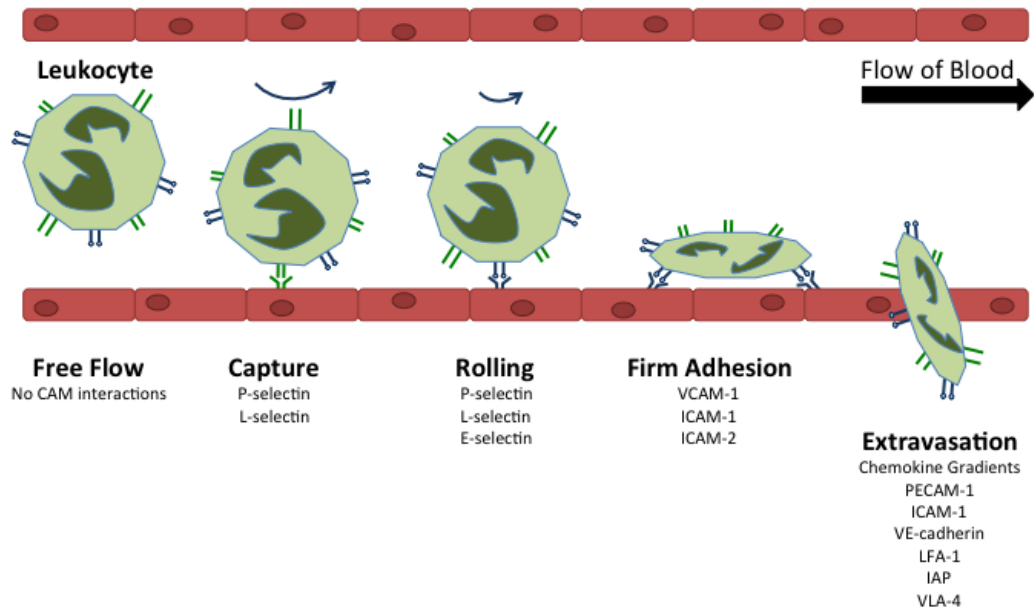 Leukocyte
Flow of Blood
Free Flow
No CAM interactions
Capture
P-selectin
L-selectin
Rolling
P-selectin
L-selectin
E-selectin
Firm Adhesion
VCAM-1
ICAM-1
ICAM-2
Extravasation
Chemokine Gradients
PECAM-1
ICAM-1
VE-cadherin
LFA-1
IAP
VLA-4